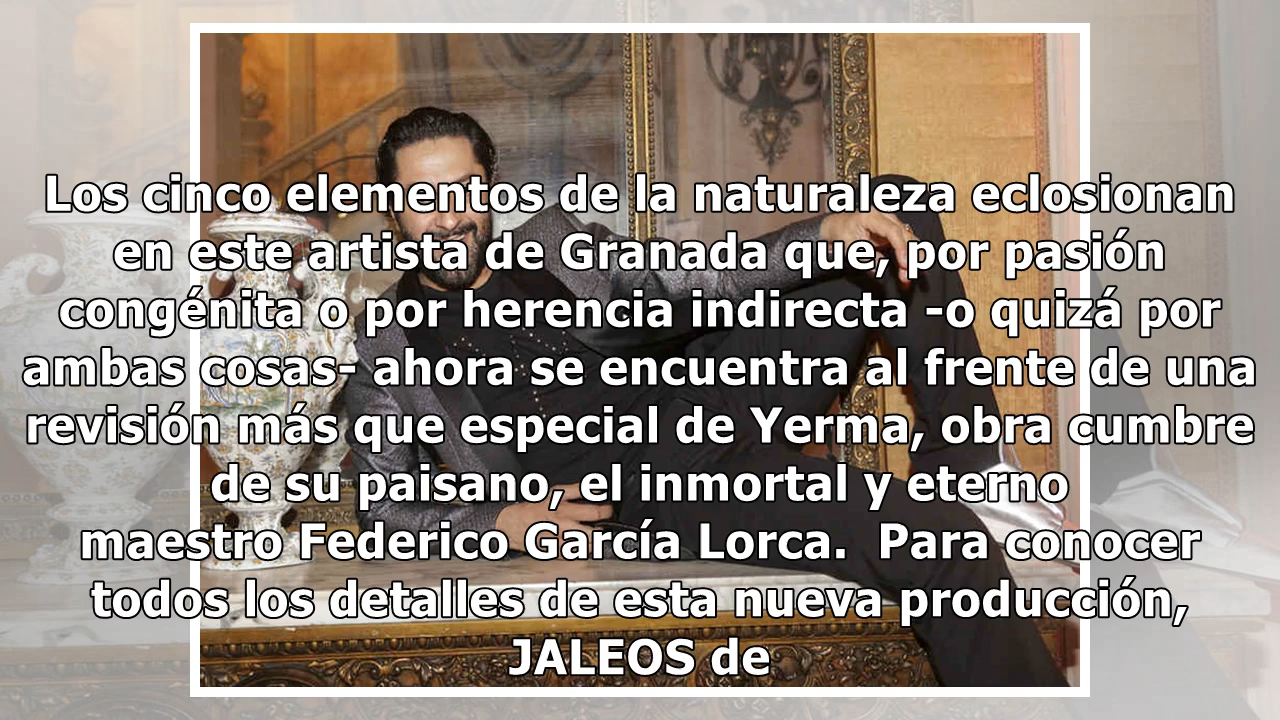 Los cinco elementos de la naturaleza eclosionan
en este artista de Granada que, por pasión
congénita o por herencia indirecta -o quizá por
ambas cosas- ahora se encuentra al frente de una
revisión más que especial de Yerma, obra cumbre
de su paisano, el inmortal y eterno
maestro Federico García Lorca.  Para conocer
todos los detalles de esta nueva producción,
JALEOS de